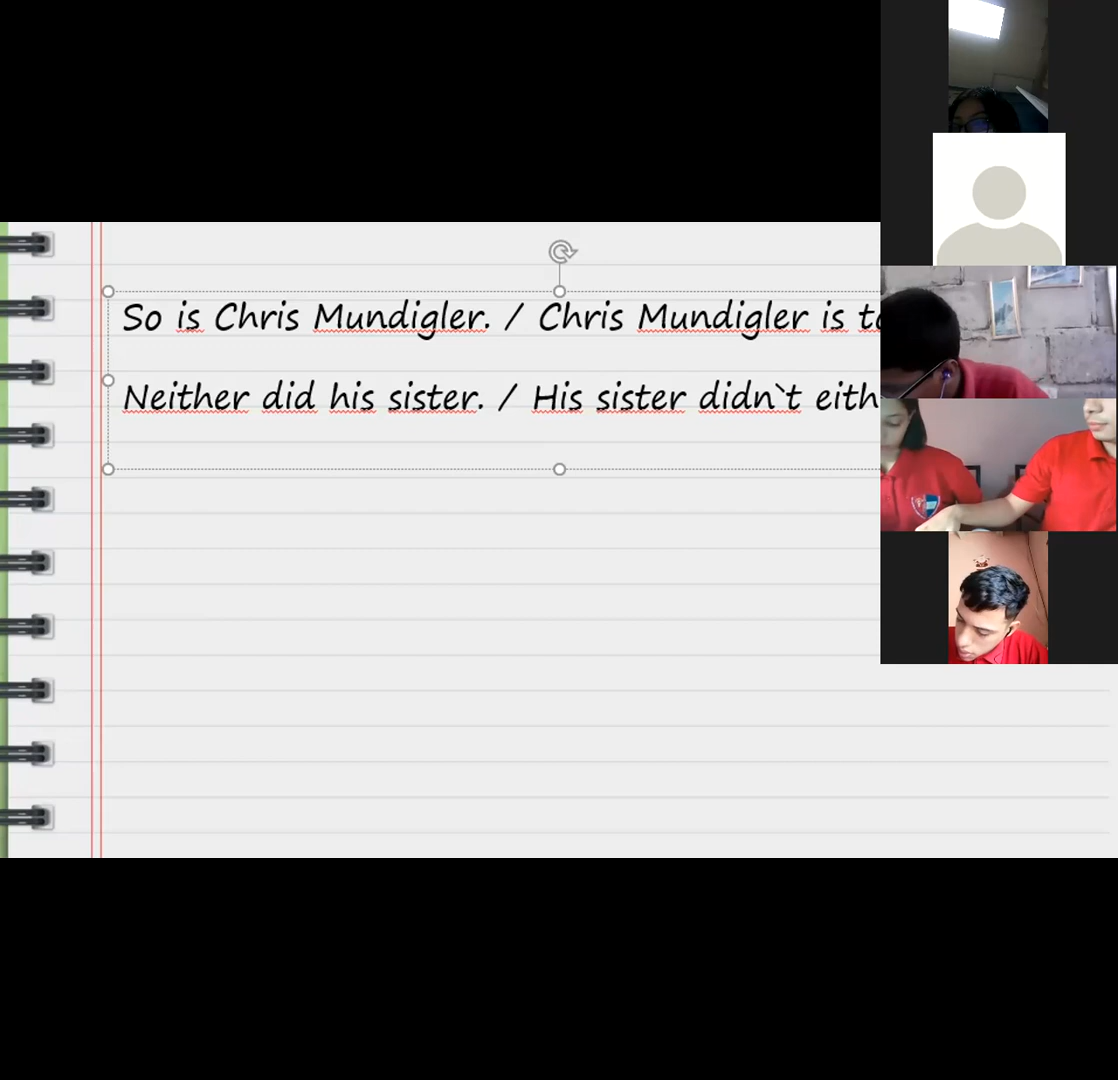 So is Chris Mundigler. / Chris Mundigler is
Neither did his sister. / His sister didn`t